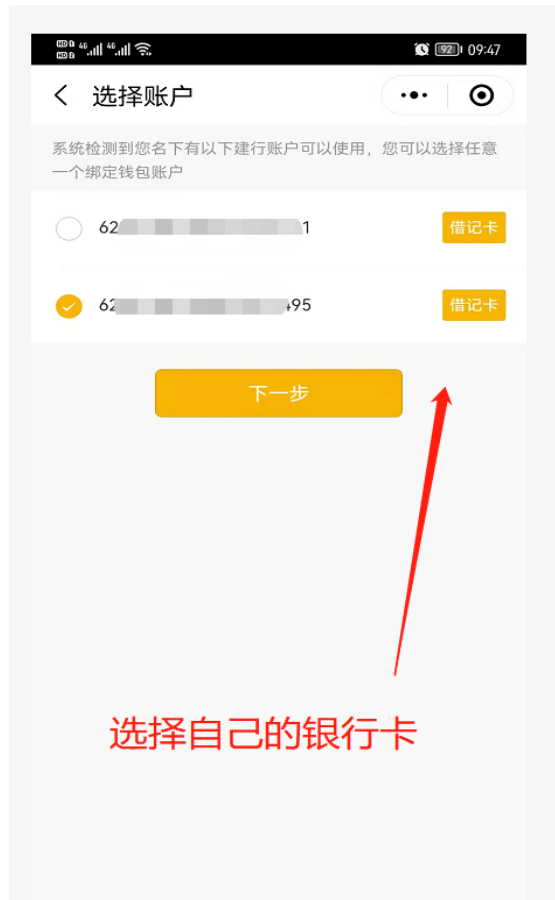 92 09:47
选择账户
系统检测到您名下有以下建行账户可以使用，您可以选择任意
一个绑定钱包账户
62 1 借记卡
62 495 借记卡
下一步
选择自己的银行卡